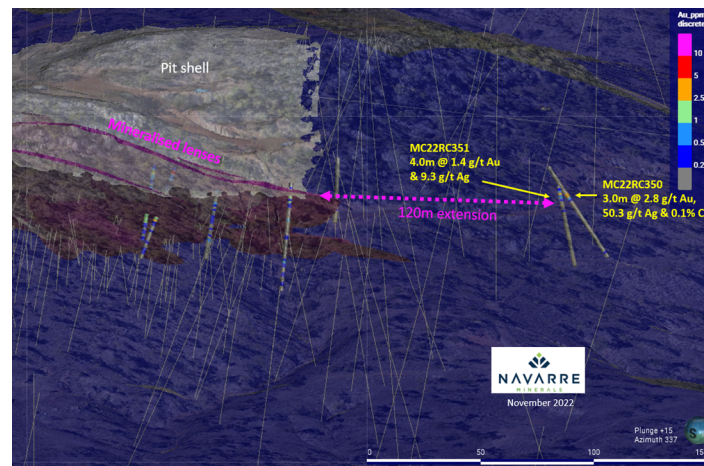 Au_ppm
discrete
10
5
2.5
1
0.5
0.2
Pit shell
Mineralised lenses
MC22RC351
4.0m @ 1.4 g/t Au
& 9.3 g/t Ag
MC22RC350
3.0m @ 2.8 g/t Au,
50.3 g/t Ag & 0.1% C
120m extension
NAVARRE
MINERALS
November 2022
Plunge +15
Azimuth 337
S
0
50
100
15